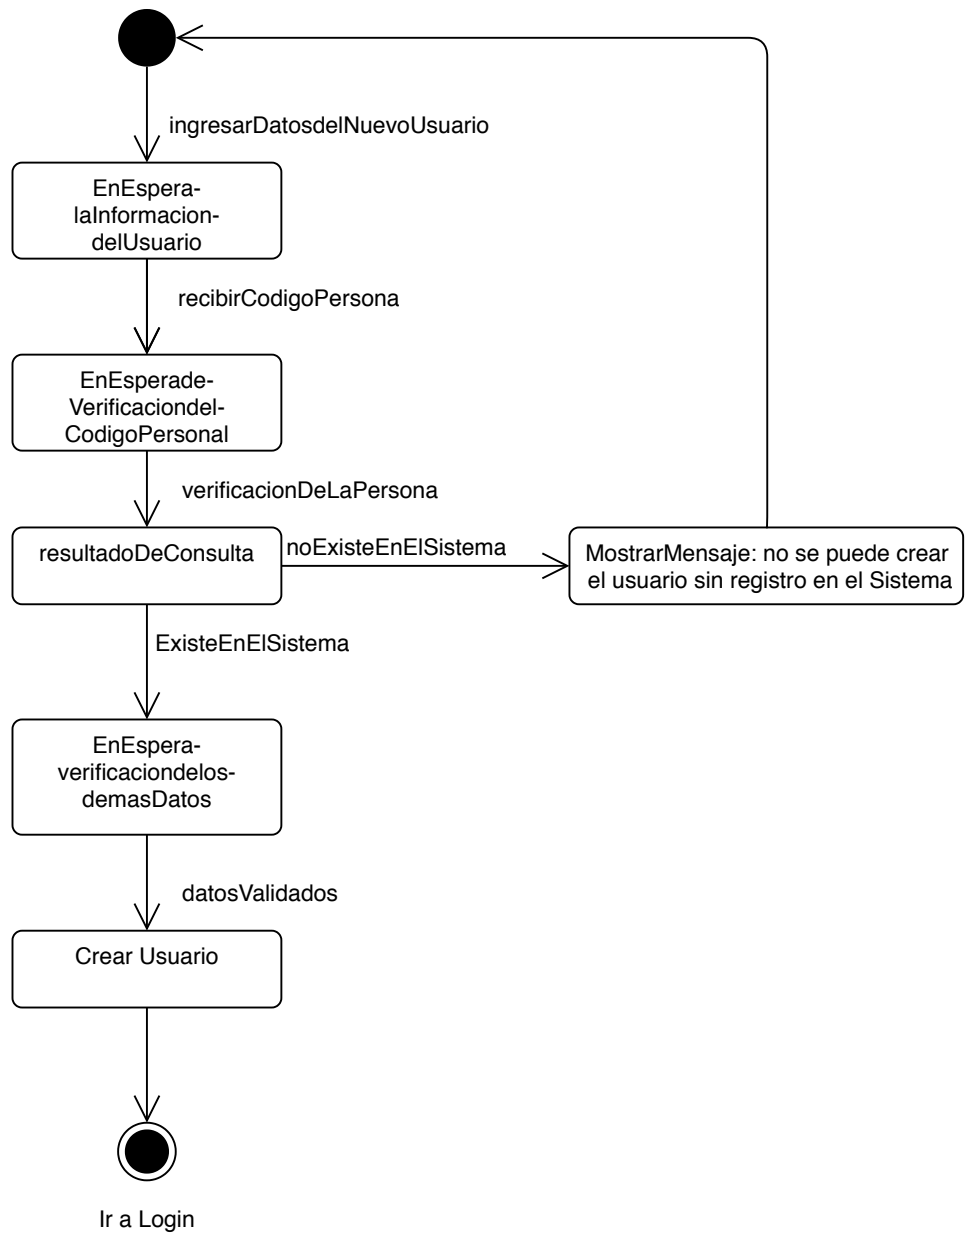 ingresarDatosdelNuevoUsuario
EnEspera-
laInformacion-
delUsuario
recibirCodigoPersona
EnEsperade-
Verificaciondel-
CodigoPersonal
verificacionDeLaPersona
resultadoDeConsulta
noExisteEnElSistema
MostrarMensaje: no se puede crear
el usuario sin registro en el Sistema
ExisteEnElSistema
EnEspera-
verificaciondelos-
demasDatos
datosValidados
Crear Usuario
Ir a Login